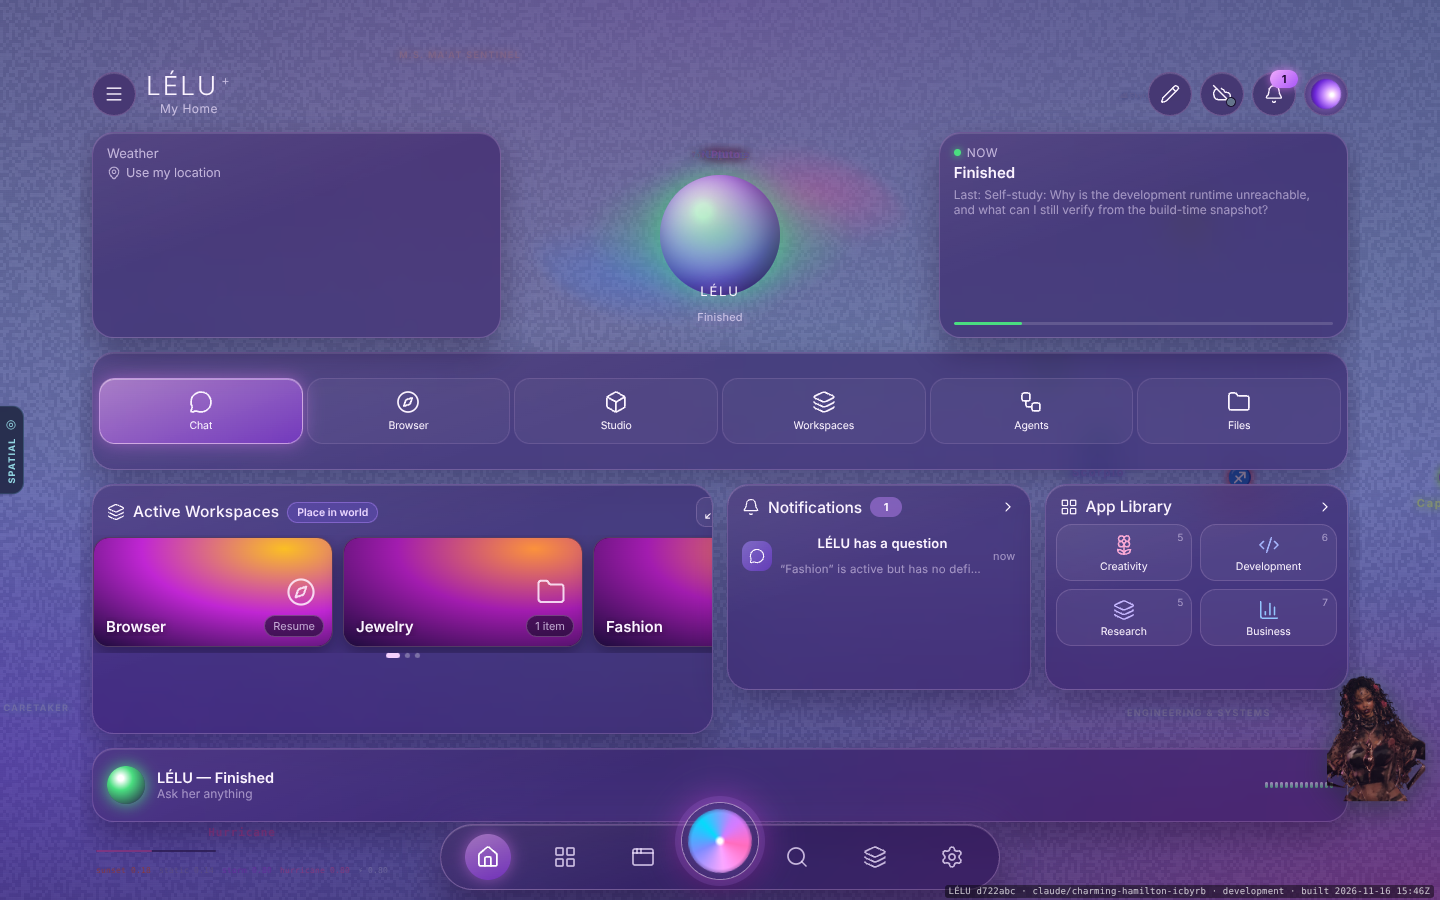 LÉLU +
My Home
1
Weather
Use my location
LÉLU
Finished
NOW
Finished
Last: Self-study: Why is the development runtime unreachable,
and what can I still verify from the build-time snapshot?
SPATIAL
Chat
Browser
Studio
Workspaces
Agents
Files
Active Workspaces
Place in world
Browser
Resume
Jewelry
1 item
Fashion
Notifications
1
LÉLU has a question
"Fashion" is active but has no defi...
now
App Library
5
Creativity
6
Development
5
Research
7
Business
CARETAKER
ENGINEERING & SYSTEMS
LÉLU — Finished
Ask her anything
LÉLU d722abc · claude/charming-hamilton-icbyrb · development · built 2026-11-16 15:46Z